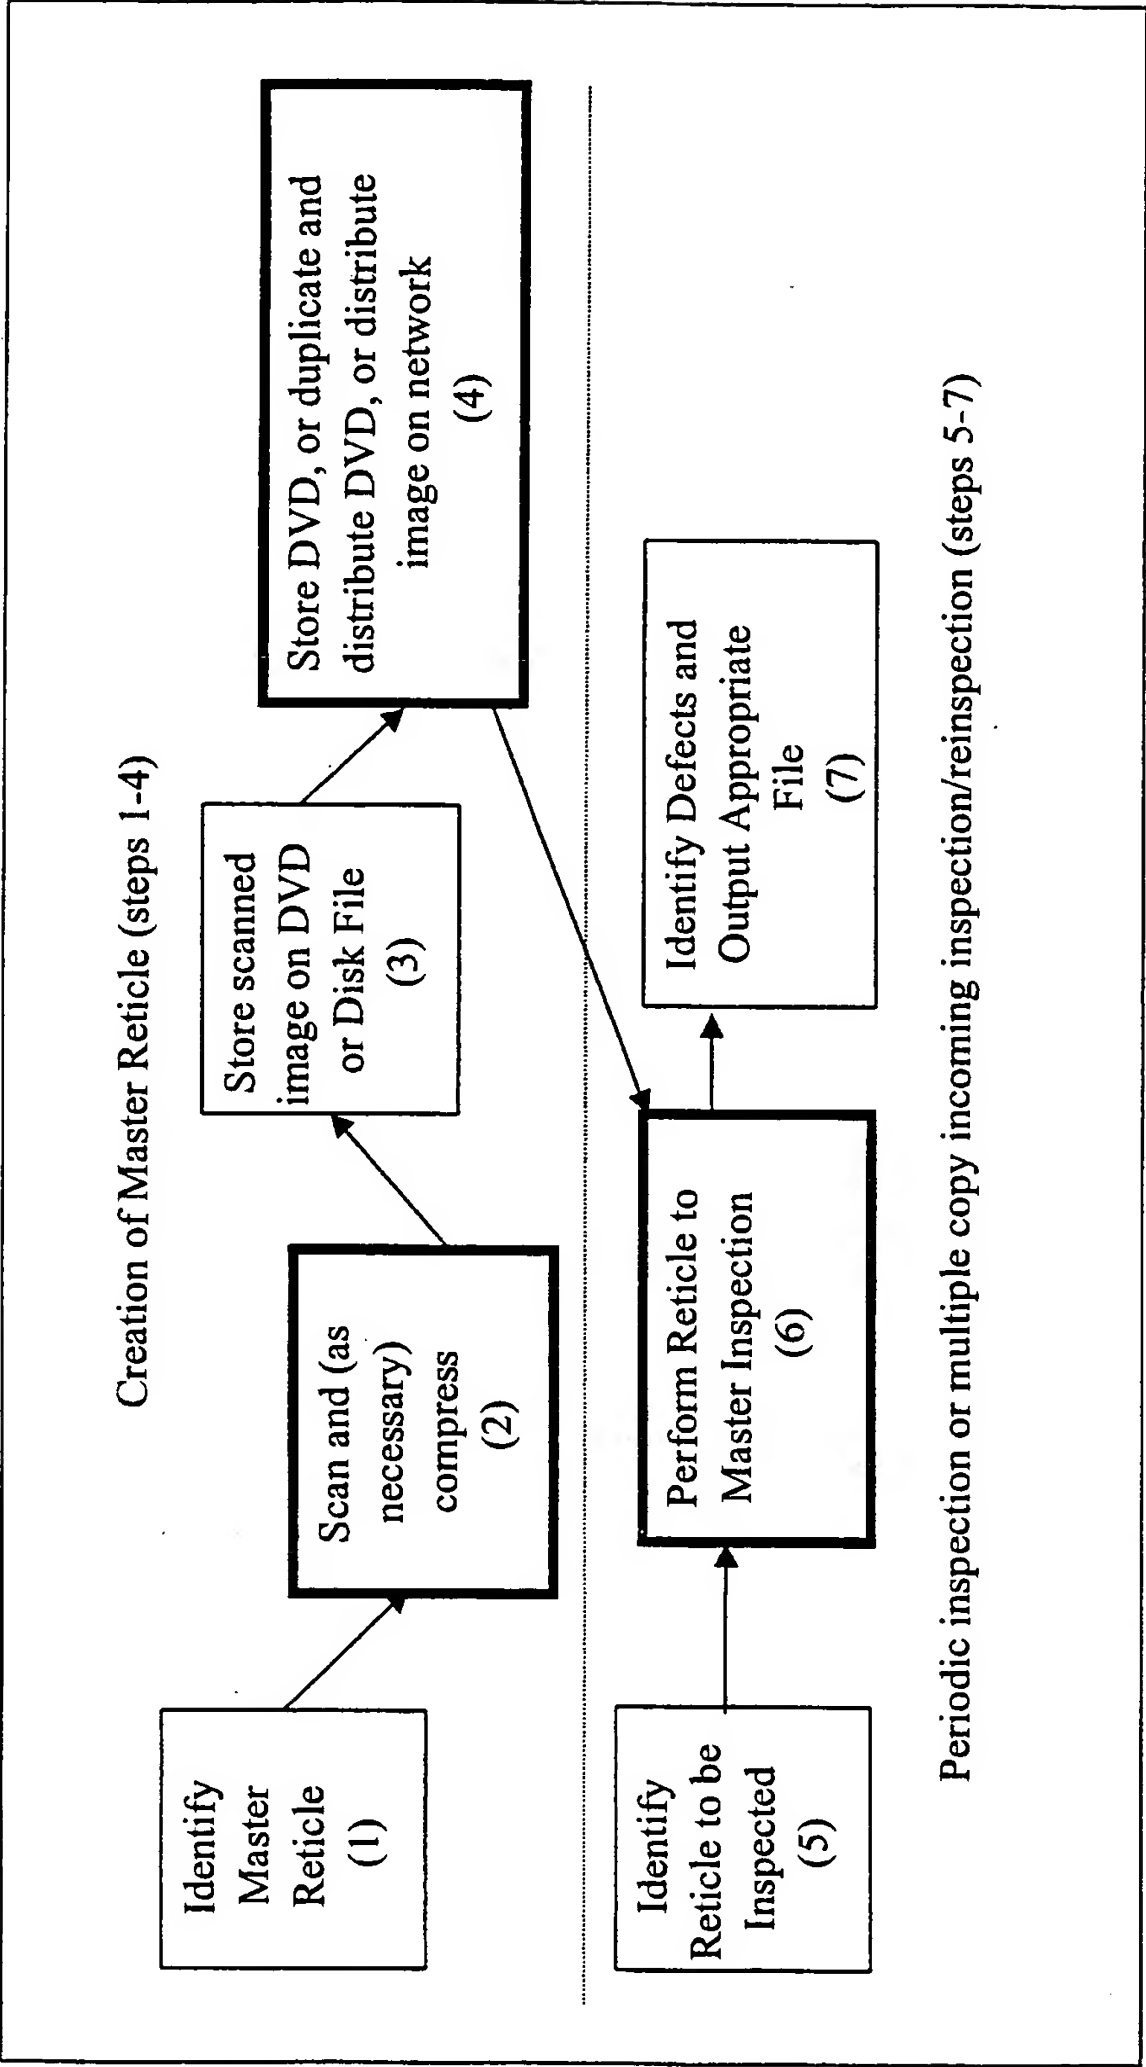 Creation of Master Reticle (steps 1-4)
Identify
Master
Reticle
(1)
Scan and (as
necessary)
compress
(2)
Store scanned
image on DVD
or Disk File
(3)
Store DVD, or duplicate and
distribute DVD, or distribute
image on network
(4)
Identify
Reticle to be
Inspected
(5)
Perform Reticle to
Master Inspection
(6)
Identify Defects and
Output Appropriate
File
(7)
Periodic inspection or multiple copy incoming inspection/reinspection (steps 5-7)